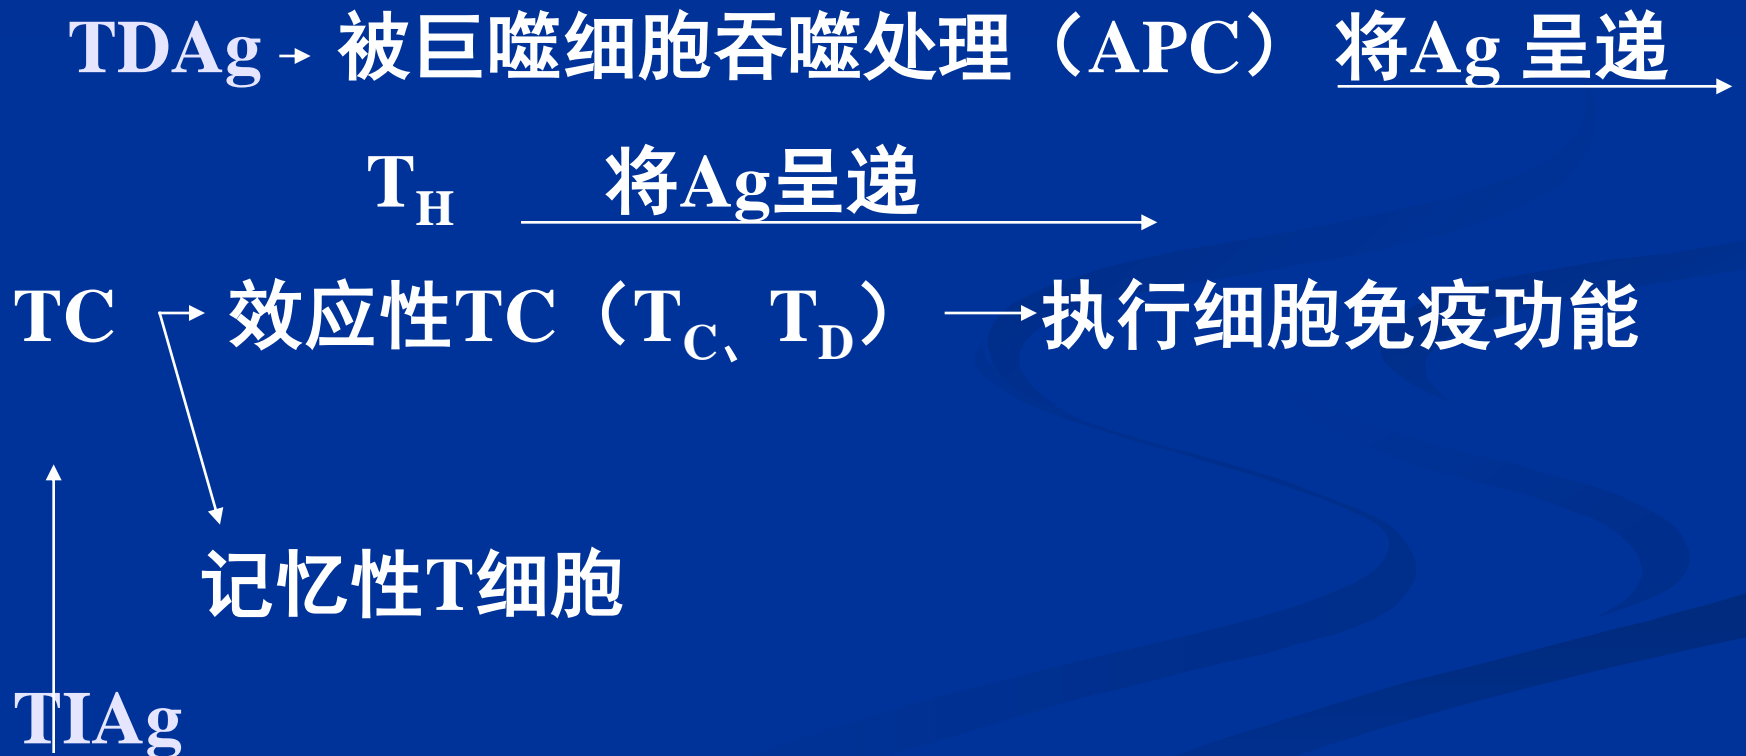 TDAg 被巨噬细胞吞噬处理（APC） 将Ag 呈递
TH 将Ag呈递
TC 效应性TC（TC、TD） 执行细胞免疫功能
记忆性T细胞
TIAg